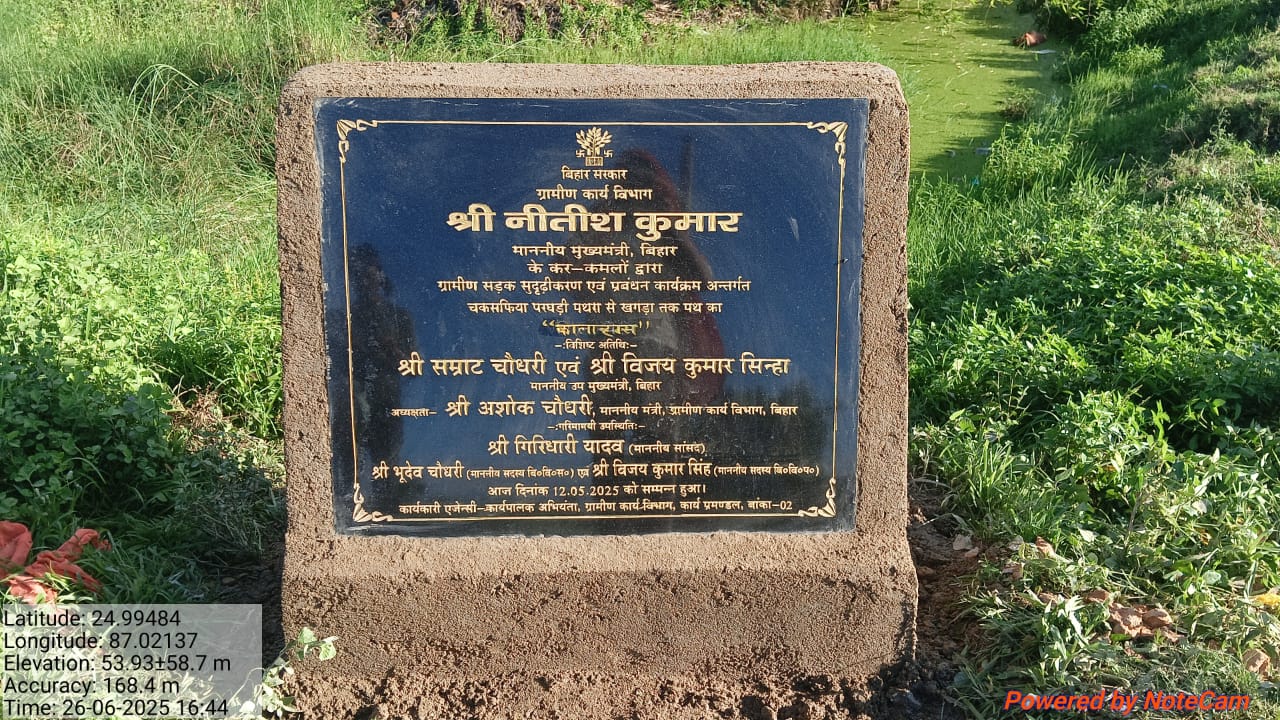 बिहार सरकार
ग्रामीण कार्य विभाग
श्री नीतीश कुमार
माननीय मुख्यमंत्री, बिहार
के कर-कमलों द्वारा
ग्रामीण सड़क सुदृढ़ीकरण एवं प्रबंधन कार्यक्रम अन्तर्गत
चकसफिया परघड़ी पथरा से खगड़ा तक पथ का
-:विशिष्ट अतिथि:-
श्री सम्राट चौधरी एवं श्री विजय कुमार सिन्हा
माननीय उप मुख्यमंत्री, बिहार
अध्यक्षता- श्री अशोक चौधरी, माननीय मंत्री, ग्रामीण कार्य विभाग, बिहार
-:गरिमामयी उपस्थिति:-
श्री गिरिधारी यादव (माननीय सांसद)
श्री भूदेव चौधरी (माननीय सदस्य बि०वि०स०) एवं श्री विजय कुमार सिंह (माननीय सदस्य बि०वि०प०)
आज दिनांक 12.05.2025 को सम्पन्न हुआ।
कार्यकारी एजेन्सी-कार्यपालक अभियंता, ग्रामीण कार्य विभाग, कार्य प्रमण्डल, बांका-02
Latitude: 24.99484
Longitude: 87.02137
Elevation: 53.93±58.7 m
Accuracy: 168.4 m
Time: 26-06-2025 16:44
Powered by NoteCam